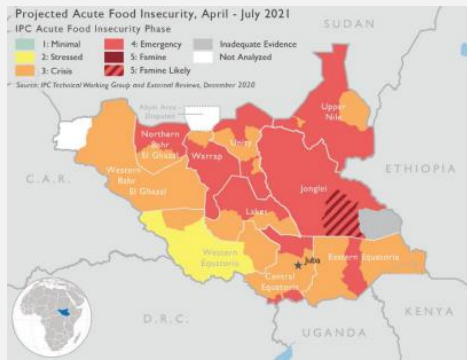 Projected Acute Food Insecurity, April - July 2021
IPC Acute Food Insecurity Phase
1: Minimal
2: Stressed
3: Crisis
4: Emergency
5: Famine
5: Famine Likely
Inadequate Evidence
Not Analyzed
Source: IPC Technical Working Group and External Reviews, December 2020
SUDAN
Abyei Area -
Disputed
Upper
Nile
Northern
Bahr
El Ghazal
Unity
Warrap
ETHIOPIA
C.A.R.
Western
Bahr
El Ghazal
Jonglei
Lakes
Western
Equatoria
Juba
Eastern Equatoria
Central
Equatoria
D.R.C.
UGANDA
KENYA